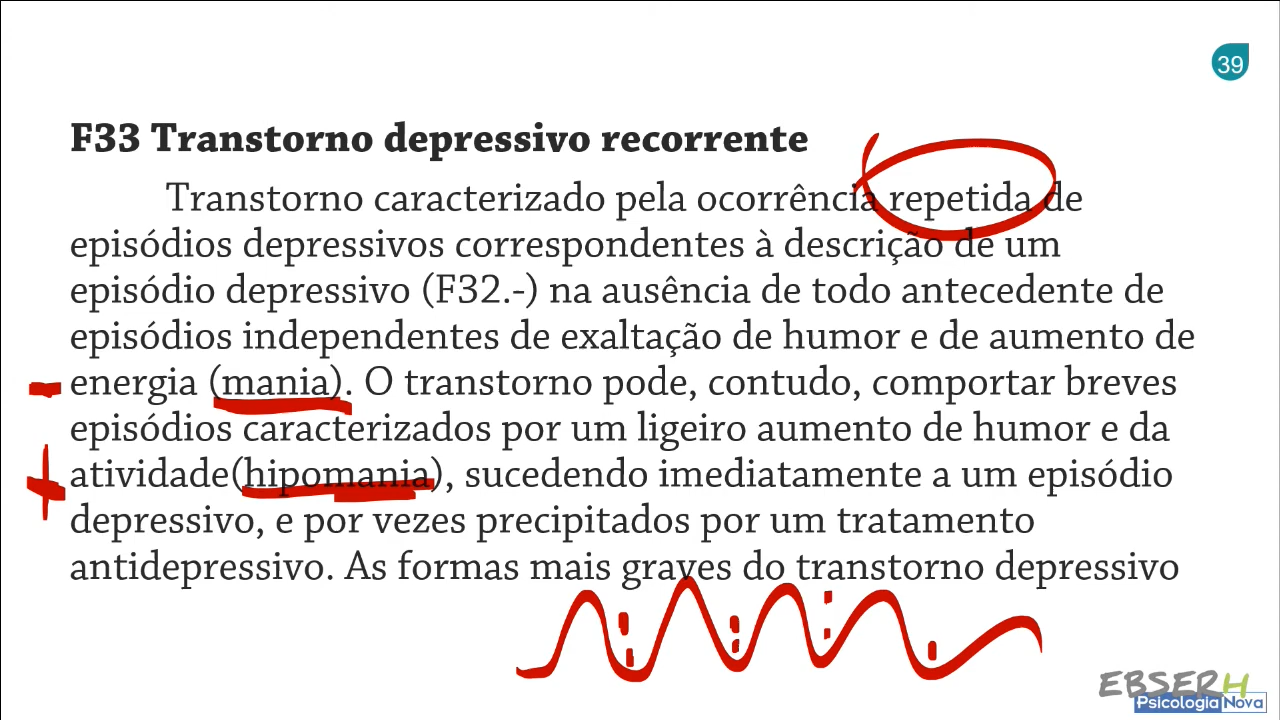 39
F33 Transtorno depressivo recorrente
Transtorno caracterizado pela ocorrência repetida de
episódios depressivos correspondentes à descrição de um
episódio depressivo (F32.-) na ausência de todo antecedente de
episódios independentes de exaltação de humor e de aumento de
energia (mania). O transtorno pode, contudo, comportar breves
episódios caracterizados por um ligeiro aumento de humor e da
atividade(hipomania), sucedendo imediatamente a um episódio
depressivo, e por vezes precipitados por um tratamento
antidepressivo. As formas mais graves do transtorno depressivo
EBSERH
Psicologia Nova